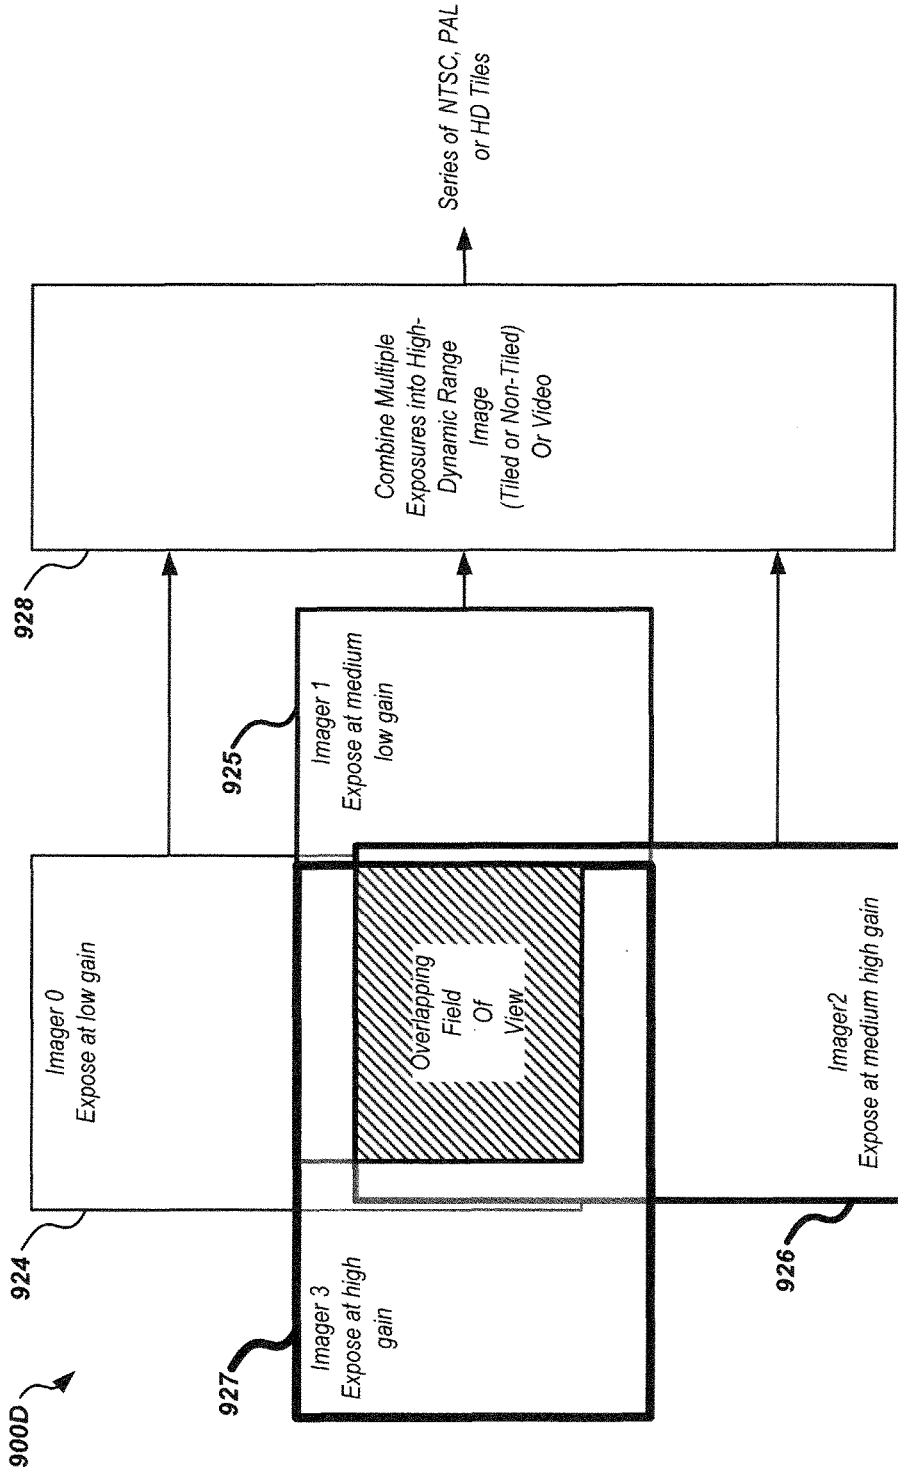 900D
924
Imager 0
Expose at low gain
927
Imager 3
Expose at high
gain
Overlapping
Field
Of
View
925
Imager 1
Expose at medium
low gain
926
Imager2
Expose at medium high gain
928
Combine Multiple
Exposures into High-
Dynamic Range
Image
(Tiled or Non-Tiled)
Or Video
Series of NTSC, PAL
or HD Tiles